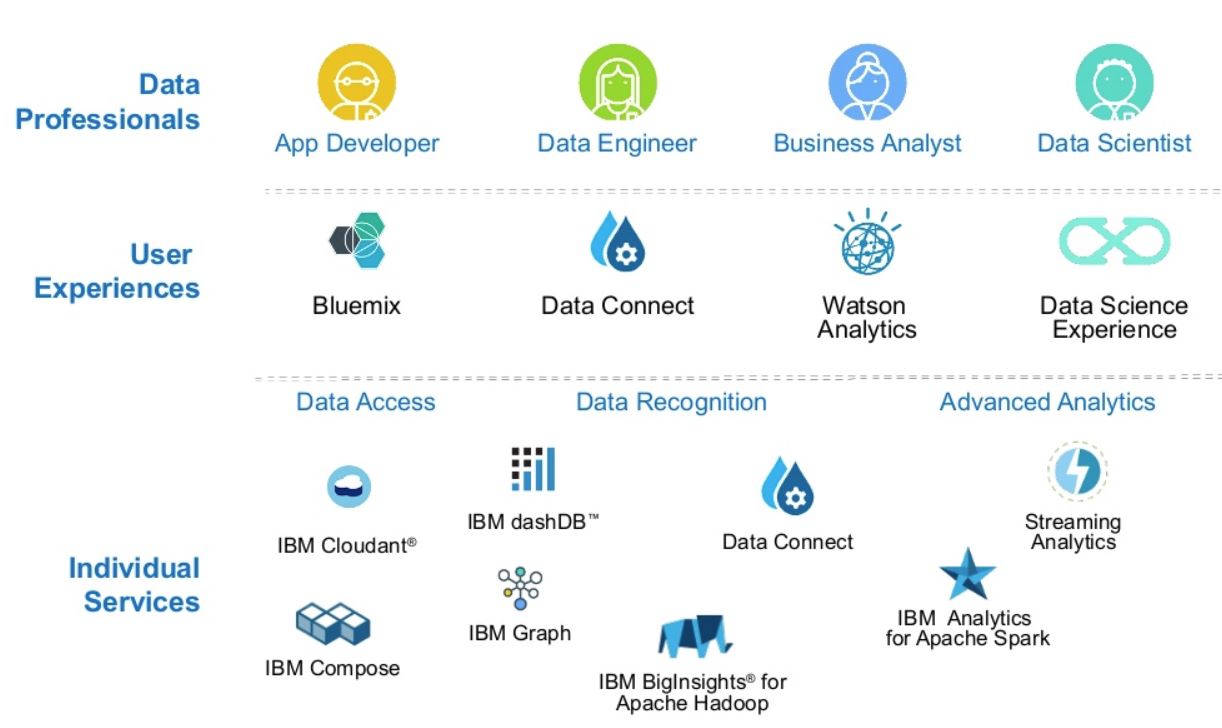 Data
Professionals
App Developer
Data Engineer
Business Analyst
Data Scientist
User
Experiences
Bluemix
Data Connect
Watson
Analytics
Data Science
Experience
Data Access
Data Recognition
Advanced Analytics
Individual
Services
IBM Cloudant®
IBM dashDB™
Data Connect
Streaming
Analytics
IBM Compose
IBM Graph
IBM BigInsights® for
Apache Hadoop
IBM Analytics
for Apache Spark